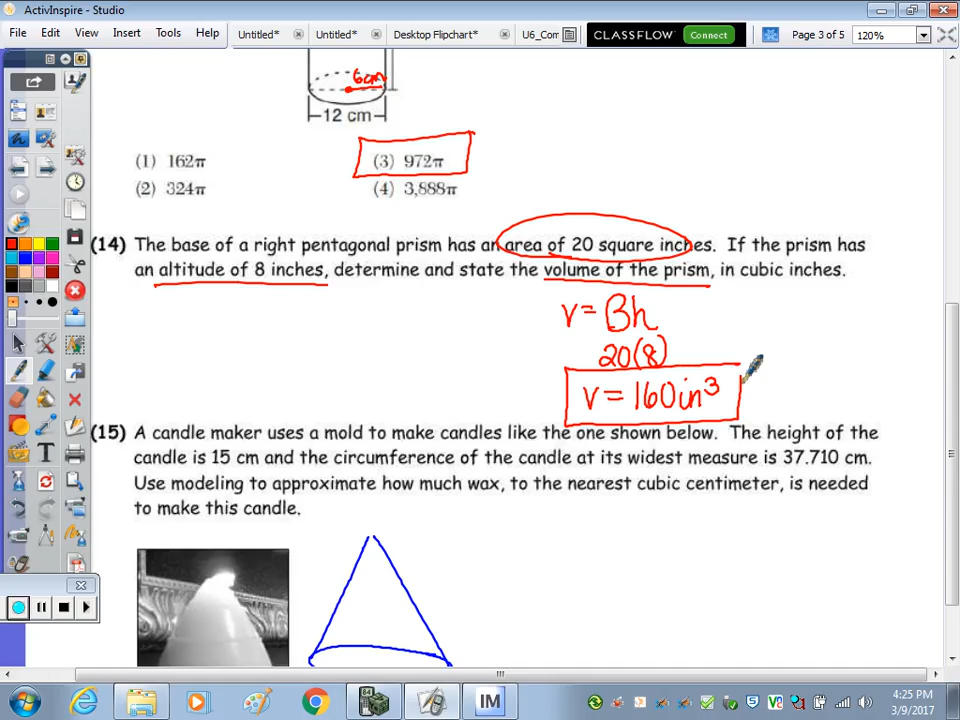 ActivInspire - Studio
File Edit View Insert Tools Help Untitled* Untitled* Desktop Flipchart* U6_Com CLASSFLOW Connect Page 3 of 5 120%
6cm
12 cm
(1) 162π (3) 972π
(2) 324π (4) 3,888π
(14) The base of a right pentagonal prism has an area of 20 square inches. If the prism has
an altitude of 8 inches, determine and state the volume of the prism, in cubic inches.
V = Bh
20(8)
V = 160in³
(15) A candle maker uses a mold to make candles like the one shown below. The height of the
candle is 15 cm and the circumference of the candle at its widest measure is 37.710 cm.
Use modeling to approximate how much wax, to the nearest cubic centimeter, is needed
to make this candle.
IM
4:25 PM
3/9/2017